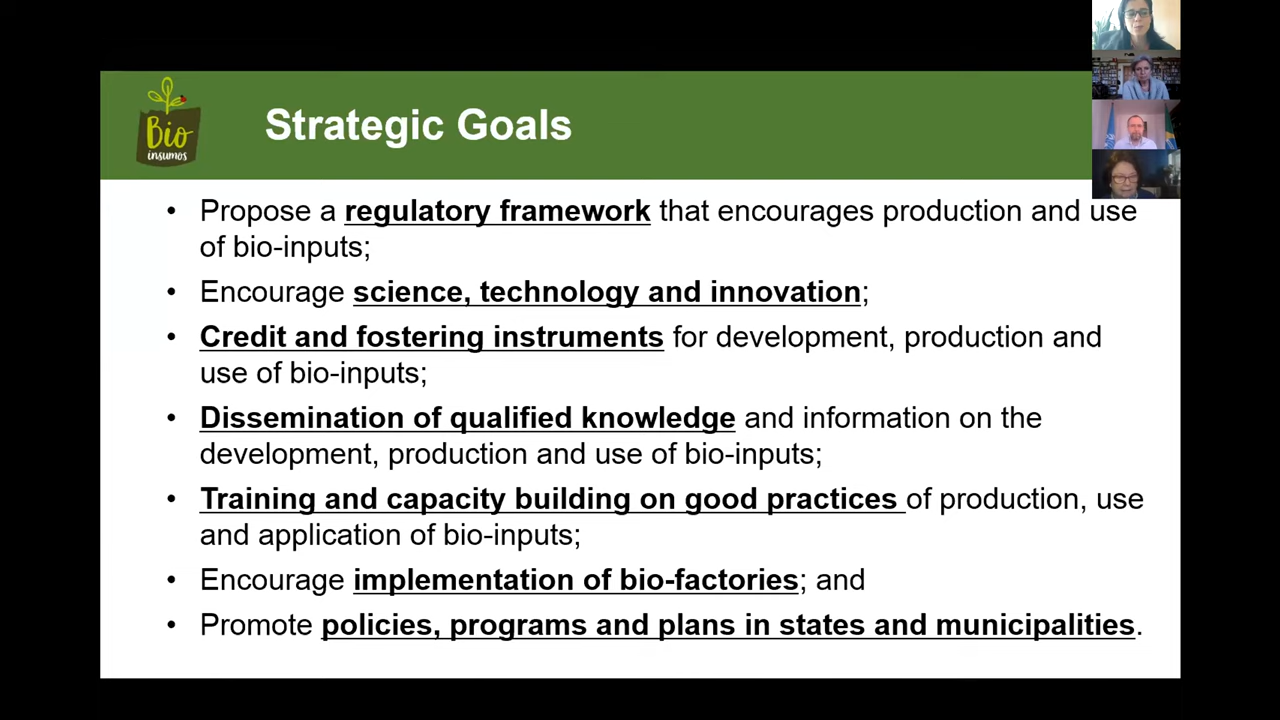 Bio
insumos
Strategic Goals
• Propose a regulatory framework that encourages production and use
of bio-inputs;
• Encourage science, technology and innovation;
• Credit and fostering instruments for development, production and
use of bio-inputs;
• Dissemination of qualified knowledge and information on the
development, production and use of bio-inputs;
• Training and capacity building on good practices of production, use
and application of bio-inputs;
• Encourage implementation of bio-factories; and
• Promote policies, programs and plans in states and municipalities.